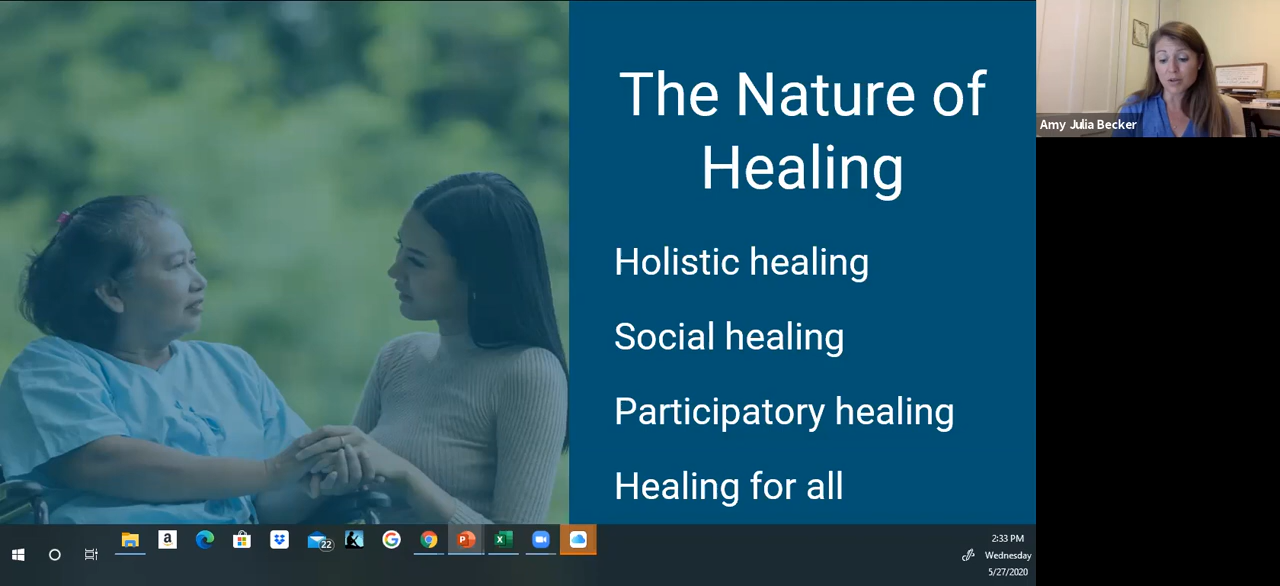 The Nature of
Healing
Holistic healing
Social healing
Participatory healing
Healing for all
Amy Julia Becker
22
2:33 PM
Wednesday
5/27/2020